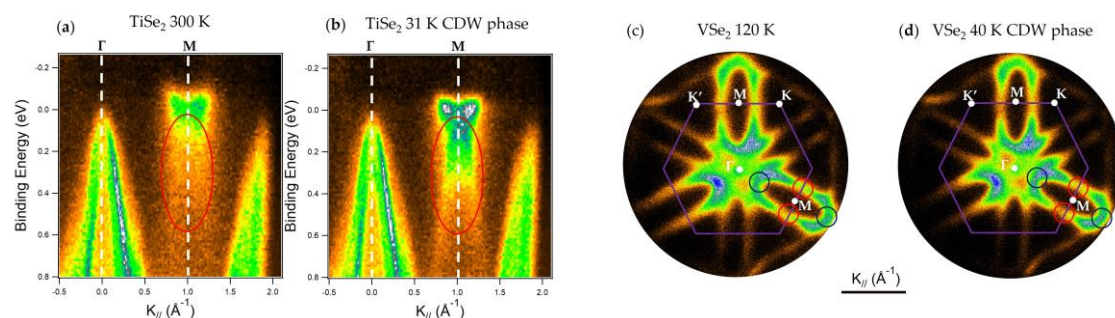 (a) TiSe₂ 300 K
Γ M
-0.2
0.0
0.2
0.4
0.6
0.8
Binding Energy (eV)
-0.5 0.0 0.5 1.0 1.5 2.0
K// (Å⁻¹)
(b) TiSe₂ 31 K CDW phase
Γ M
-0.2
0.0
0.2
0.4
0.6
0.8
Binding Energy (eV)
-0.5 0.0 0.5 1.0 1.5 2.0
K// (Å⁻¹)
(c) VSe₂ 120 K
K' M K
Γ
M
(d) VSe₂ 40 K CDW phase
K' M K
Γ
M
K// (Å⁻¹)